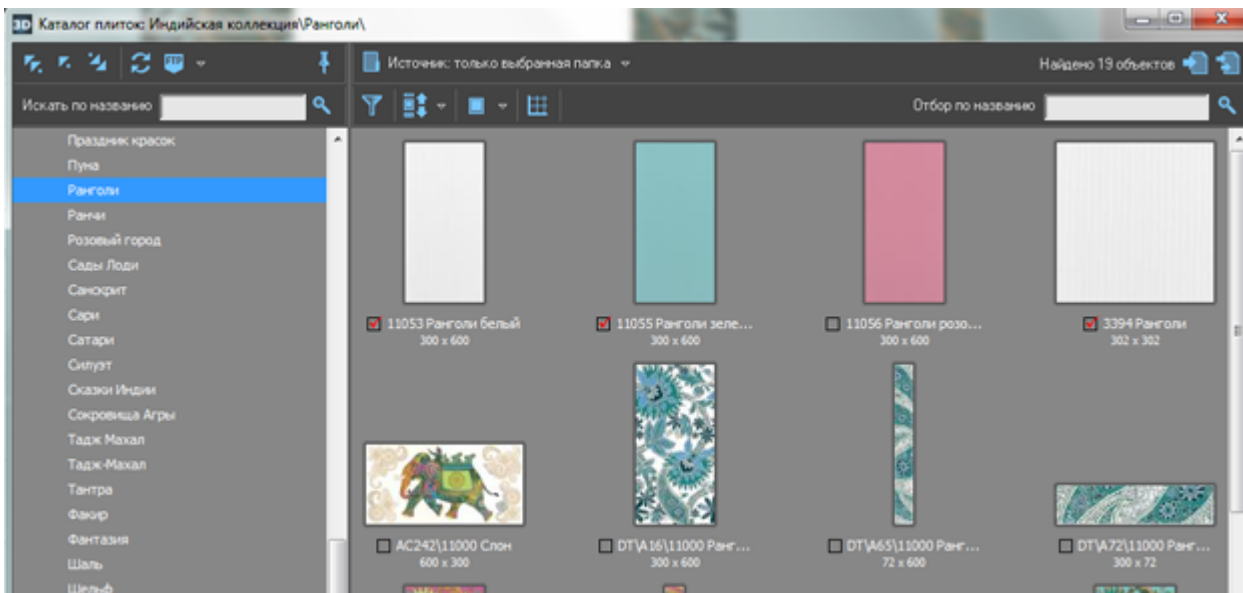 3D Каталог плиток: Индийская коллекция\Ранголи\
FTP
Источник: только выбранная папка
Найдено 19 объектов
Искать по названию
Отбор по названию
Праздник красок
Пуна
Ранголи
Ранчи
Розовый город
Сады Лоди
Санскрит
Сари
Сатари
Силуэт
Сказки Индии
Сокровища Агры
Тадж Махал
Тадж-Махал
Тантра
Факир
Фантазия
Шаль
Шельф
11053 Ранголи белый
300 x 600
11055 Ранголи зеле...
300 x 600
11056 Ранголи розо...
300 x 600
3394 Ранголи
302 x 302
AC242\11000 Слон
600 x 300
DT\A16\11000 Ранг...
300 x 600
DT\A65\11000 Ранг...
72 x 600
DT\A72\11000 Ранг...
300 x 72